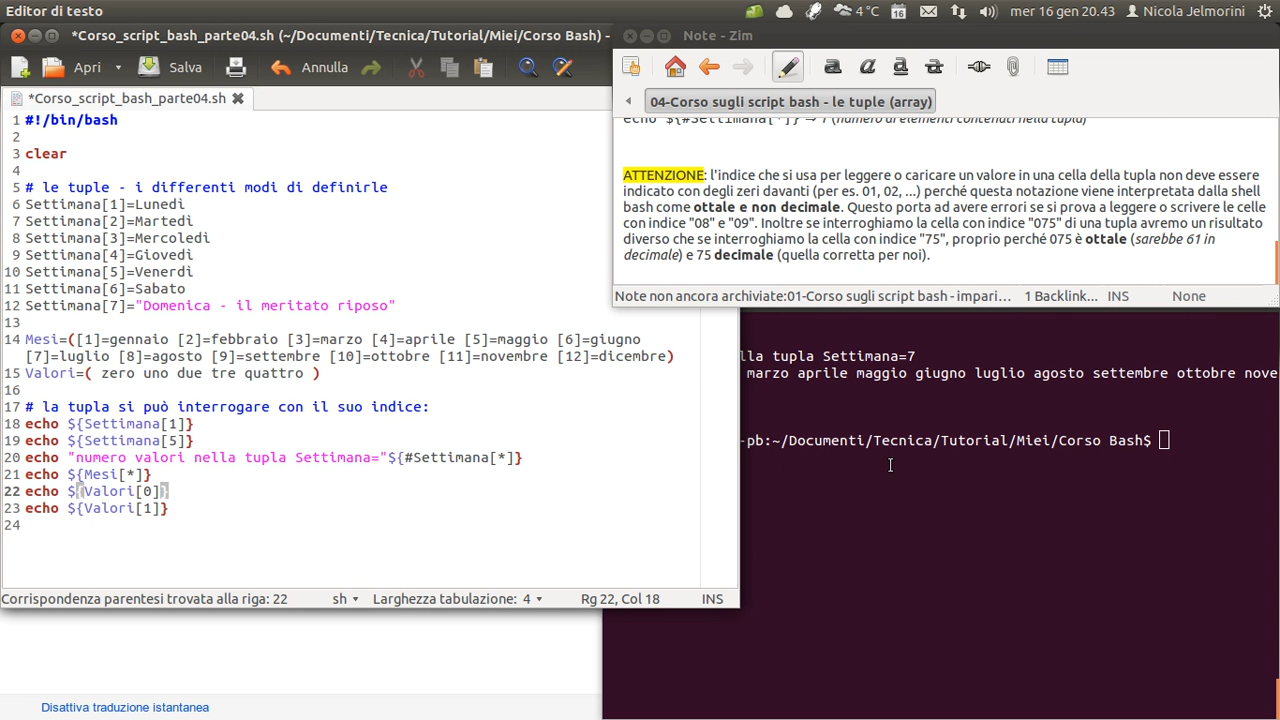 Editor di testo
4 °C
mer 16 gen 20.43
Nicola Jelmorini
*Corso_script_bash_parte04.sh (~/Documenti/Tecnica/Tutorial/Miei/Corso Bash) -
Apri
Salva
Annulla
*Corso_script_bash_parte04.sh
1 #!/bin/bash
2
3 clear
4
5 # le tuple - i differenti modi di definirle
6 Settimana[1]=Lunedì
7 Settimana[2]=Martedì
8 Settimana[3]=Mercoledì
9 Settimana[4]=Giovedì
10 Settimana[5]=Venerdì
11 Settimana[6]=Sabato
12 Settimana[7]="Domenica - il meritato riposo"
13
14 Mesi=([1]=gennaio [2]=febbraio [3]=marzo [4]=aprile [5]=maggio [6]=giugno
[7]=luglio [8]=agosto [9]=settembre [10]=ottobre [11]=novembre [12]=dicembre)
15 Valori=( zero uno due tre quattro )
16
17 # la tupla si può interrogare con il suo indice:
18 echo ${Settimana[1]}
19 echo ${Settimana[5]}
20 echo "numero valori nella tupla Settimana="${#Settimana[*]}
21 echo ${Mesi[*]}
22 echo ${Valori[0]}
23 echo ${Valori[1]}
24
Corrispondenza parentesi trovata alla riga: 22
sh
Larghezza tabulazione: 4
Rg 22, Col 18
INS
Disattiva traduzione istantanea
Note - Zim
04-Corso sugli script bash - le tuple (array)
echo ${#Settimana[*]} → 7 (numero di elementi contenuti nella tupla)
ATTENZIONE: l'indice che si usa per leggere o caricare un valore in una cella della tupla non deve essere
indicato con degli zeri davanti (per es. 01, 02, ...) perché questa notazione viene interpretata dalla shell
bash come ottale e non decimale. Questo porta ad avere errori se si prova a leggere o scrivere le celle
con indice "08" e "09". Inoltre se interroghiamo la cella con indice "075" di una tupla avremo un risultato
diverso che se interroghiamo la cella con indice "75", proprio perché 075 è ottale (sarebbe 61 in
decimale) e 75 decimale (quella corretta per noi).
Note non ancora archiviate:01-Corso sugli script bash - impari...
1 Backlink...
INS
None
lla tupla Settimana=7
marzo aprile maggio giugno luglio agosto settembre ottobre nove
-pb:~/Documenti/Tecnica/Tutorial/Miei/Corso Bash$